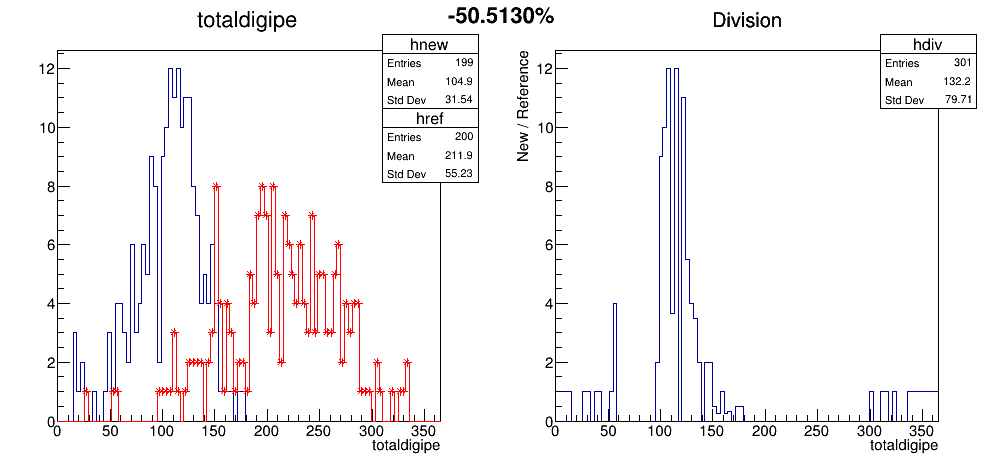 -50.5130%
totaldigipe
hnew
Entries 199
Mean 104.9
Std Dev 31.54
href
Entries 200
Mean 211.9
Std Dev 55.23
12
10
8
6
4
2
0
0 50 100 150 200 250 300 350
totaldigipe
Division
hdiv
Entries 301
Mean 132.2
Std Dev 79.71
New / Reference
12
10
8
6
4
2
0
0 50 100 150 200 250 300 350
totaldigipe